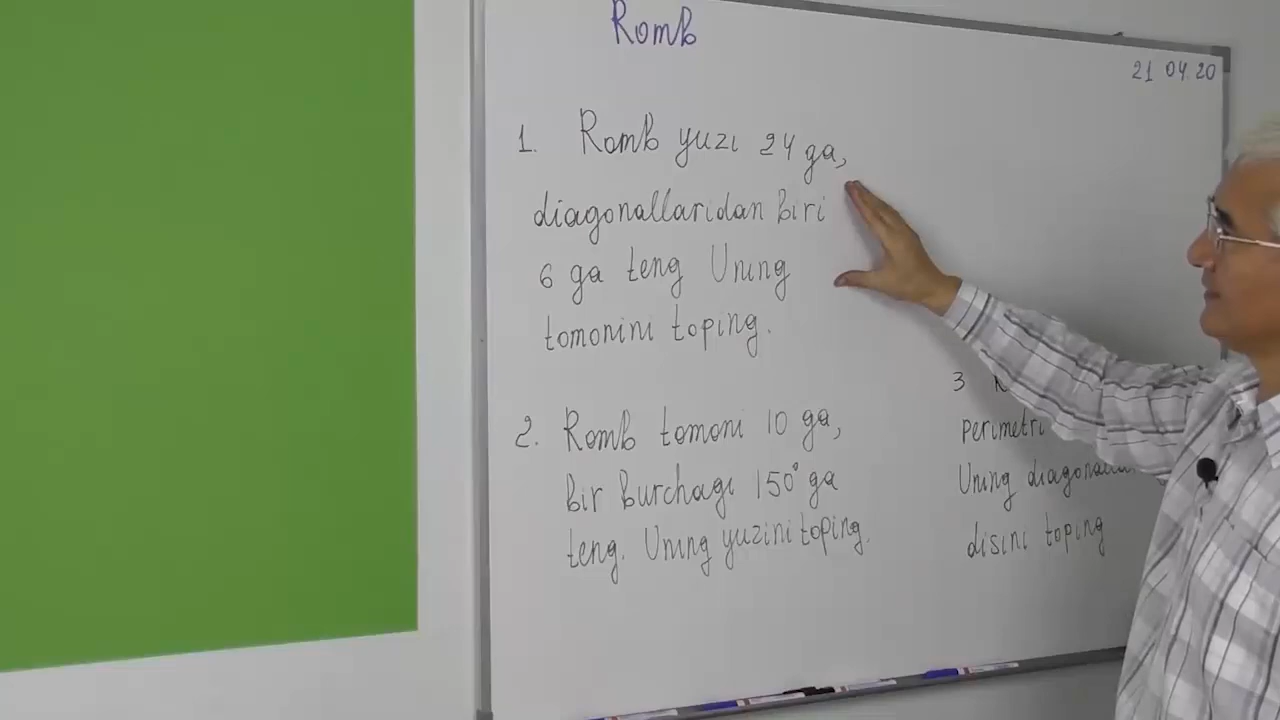 Romb
21 04 20
1. Romb yuzi 24 ga,
diagonallaridan biri
6 ga teng Uning
tomonini toping.
2. Romb tomoni 10 ga,
bir burchagi 150° ga
teng. Uning yuzini toping.
3
perimetri
Uning
disini toping